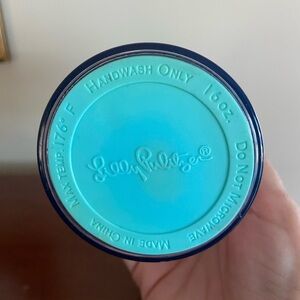 HANDWASH ONLY
16 OZ.
DO NOT MICROWAVE
MADE IN CHINA
MAX TEMP. 176° F
Lilly Pulitzer®